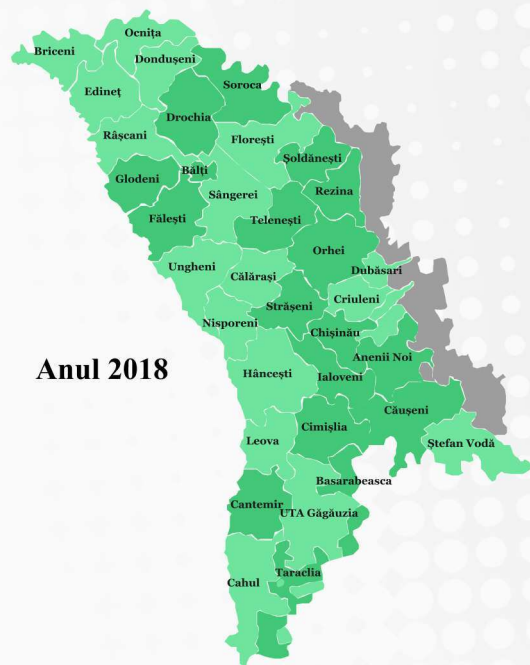 Ocnița
Briceni
Dondușeni
Edineț
Soroca
Drochia
Râșcani
Florești
Șoldănești
Bălți
Glodeni
Rezina
Sângerei
Fălești
Telenești
Orhei
Ungheni
Dubăsari
Călărași
Criuleni
Strășeni
Nisporeni
Chișinău
Anenii Noi
Anul 2018
Hâncești
Ialoveni
Căușeni
Cimișlia
Leova
Ștefan Vodă
Basarabeasca
Cantemir
UTA Găgăuzia
Taraclia
Cahul